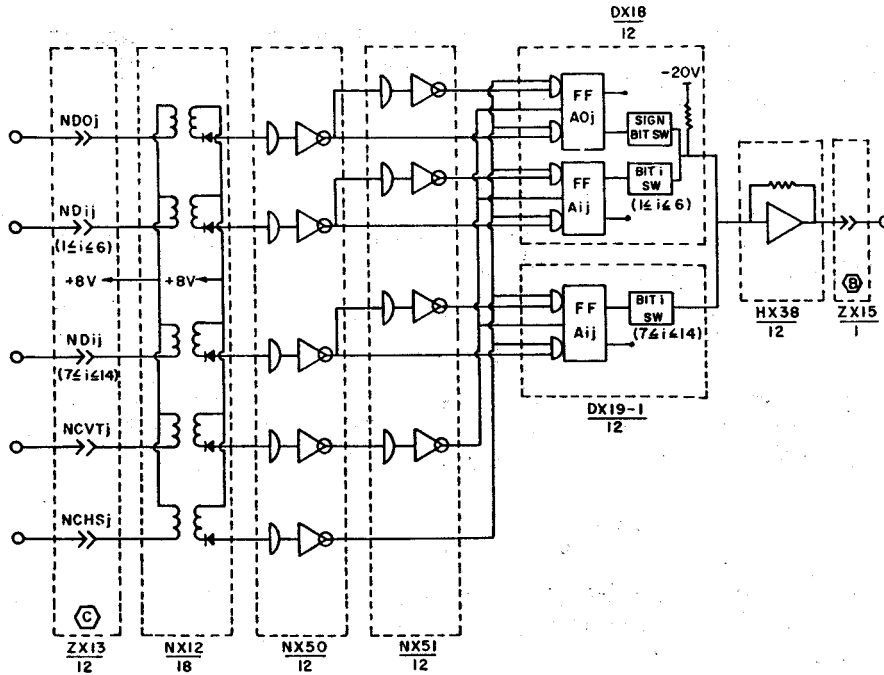 DX18
12
-20V
ND0j
FF
A0j
SIGN
BIT SW
NDij
(1≤i≤6)
FF
Aij
BIT i
SW
(1≤i≤6)
+8V
+8V
B
HX38
12
ZX15
1
NDij
(7≤i≤14)
FF
Aij
BIT i
SW
(7≤i≤14)
DX19-1
12
NCVTj
NCHSj
C
ZX13
12
NX12
18
NX50
12
NX51
12